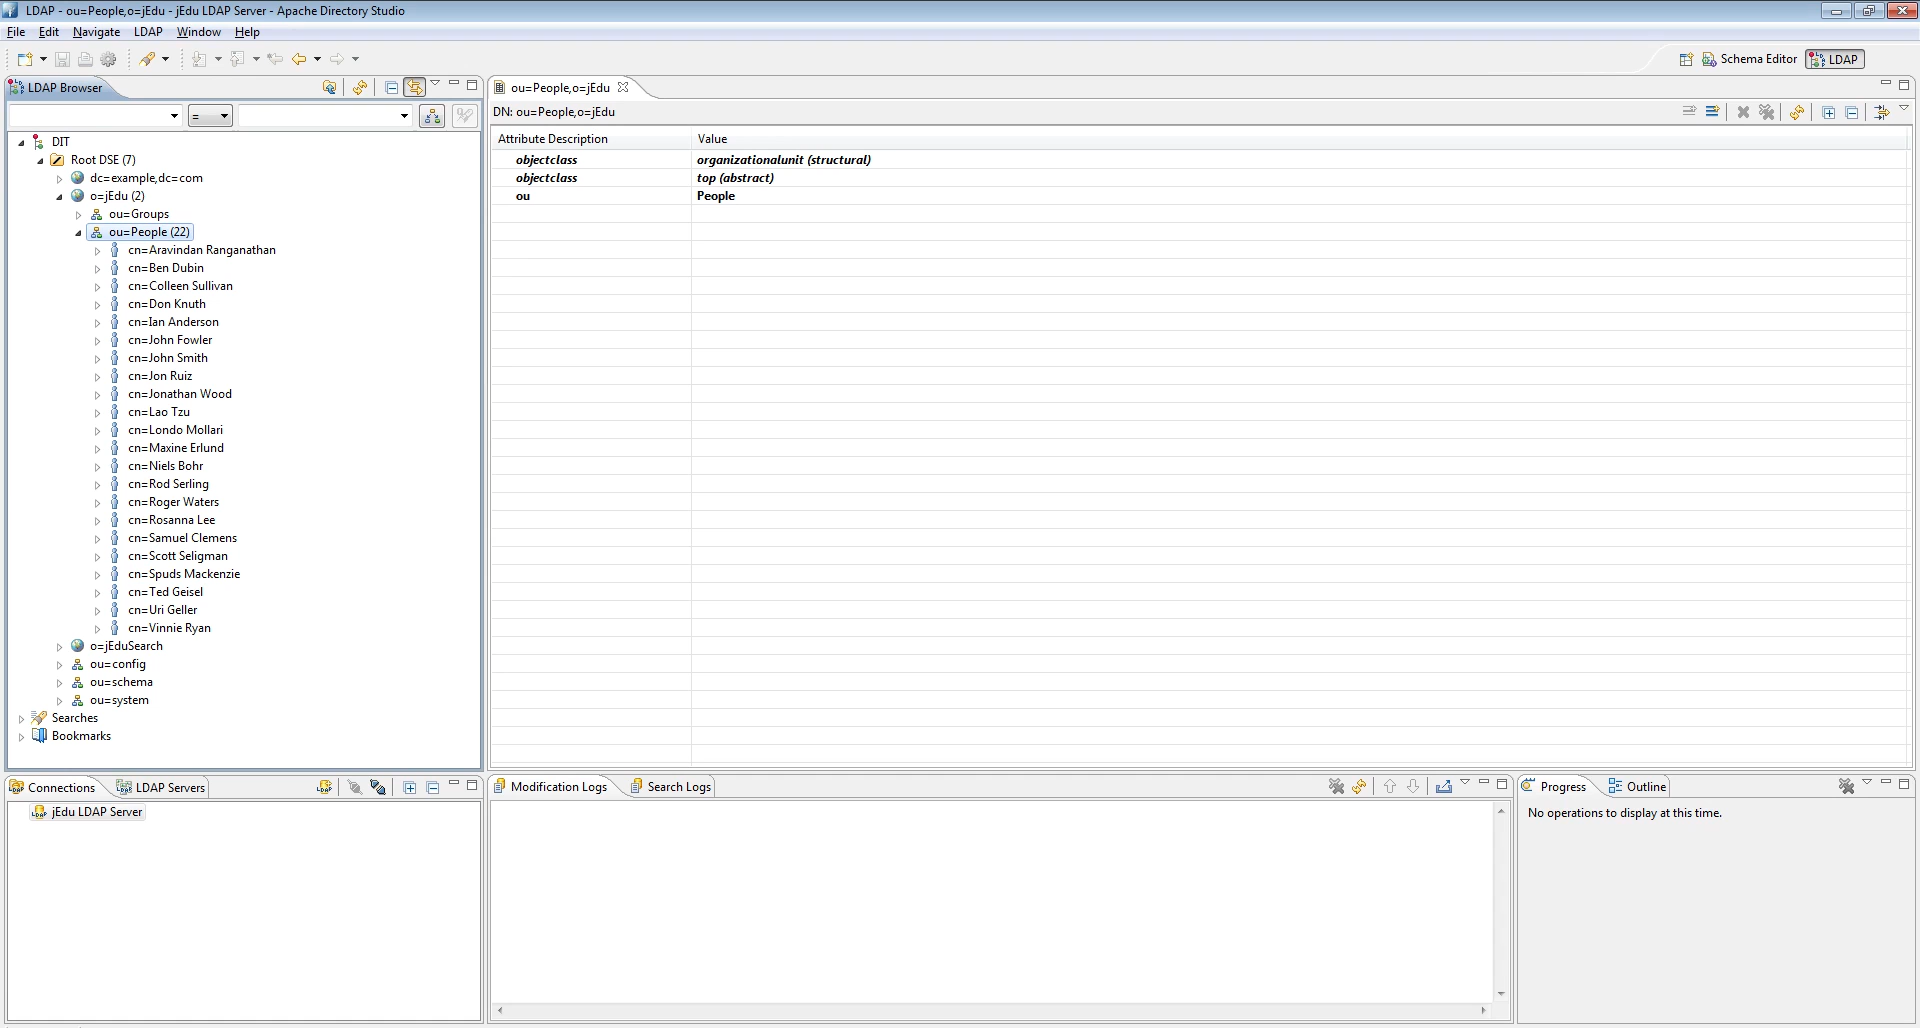 LDAP - ou=People,o=jEdu - jEdu LDAP Server - Apache Directory Studio
File Edit Navigate LDAP Window Help
Schema Editor LDAP
LDAP Browser
=
DIT
Root DSE (7)
dc=example,dc=com
o=jEdu (2)
ou=Groups
ou=People (22)
cn=Aravindan Ranganathan
cn=Ben Dubin
cn=Colleen Sullivan
cn=Don Knuth
cn=Ian Anderson
cn=John Fowler
cn=John Smith
cn=Jon Ruiz
cn=Jonathan Wood
cn=Lao Tzu
cn=Londo Mollari
cn=Maxine Erlund
cn=Niels Bohr
cn=Rod Serling
cn=Roger Waters
cn=Rosanna Lee
cn=Samuel Clemens
cn=Scott Seligman
cn=Spuds Mackenzie
cn=Ted Geisel
cn=Uri Geller
cn=Vinnie Ryan
o=jEduSearch
ou=config
ou=schema
ou=system
Searches
Bookmarks
ou=People,o=jEdu
DN: ou=People,o=jEdu
Attribute Description Value
objectclass organizationalunit (structural)
objectclass top (abstract)
ou People
Connections LDAP Servers
jEdu LDAP Server
Modification Logs Search Logs
Progress Outline
No operations to display at this time.